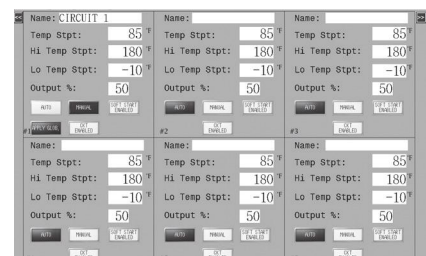 << Name: CIRCUIT 1 Name: Name: >>
Temp Stpt: 85 °F Temp Stpt: 85 °F Temp Stpt: 85 °F
Hi Temp Stpt: 180 °F Hi Temp Stpt: 180 °F Hi Temp Stpt: 180 °F
Lo Temp Stpt: -10 °F Lo Temp Stpt: -10 °F Lo Temp Stpt: -10 °F
Output %: 50 Output %: 50 Output %: 50
AUTO MANUAL SOFT START ENABLED AUTO MANUAL SOFT START ENABLED AUTO MANUAL SOFT START ENABLED
#1 APPLY GLOBL ENABLED #2 ENABLED #3 ENABLED
Name: Name: Name:
Temp Stpt: 85 °F Temp Stpt: 85 °F Temp Stpt: 85 °F
Hi Temp Stpt: 180 °F Hi Temp Stpt: 180 °F Hi Temp Stpt: 180 °F
Lo Temp Stpt: -10 °F Lo Temp Stpt: -10 °F Lo Temp Stpt: -10 °F
Output %: 50 Output %: 50 Output %: 50
AUTO MANUAL SOFT START ENABLED AUTO MANUAL SOFT START ENABLED AUTO MANUAL SOFT START ENABLED